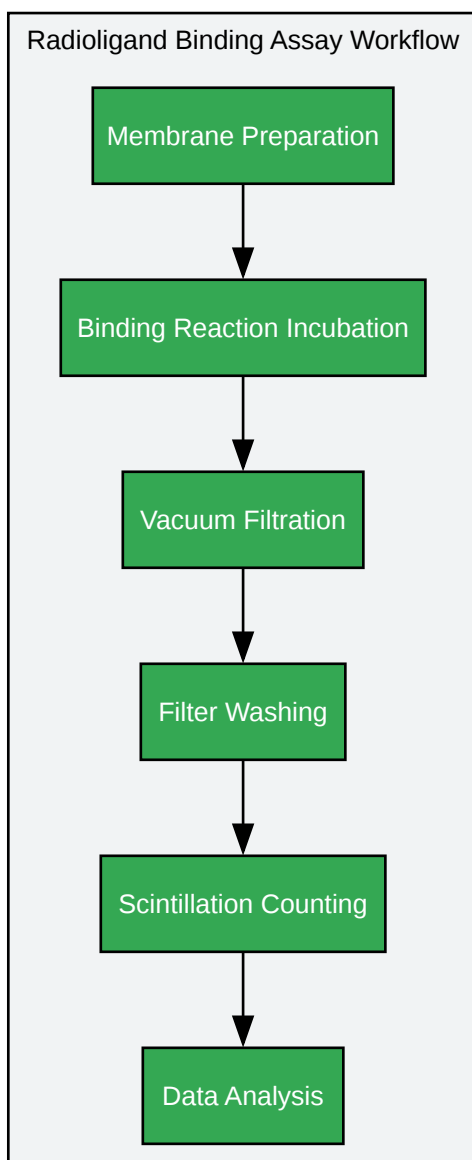 Radioligand Binding Assay Workflow
Membrane Preparation
Binding Reaction Incubation
Vacuum Filtration
Filter Washing
Scintillation Counting
Data Analysis